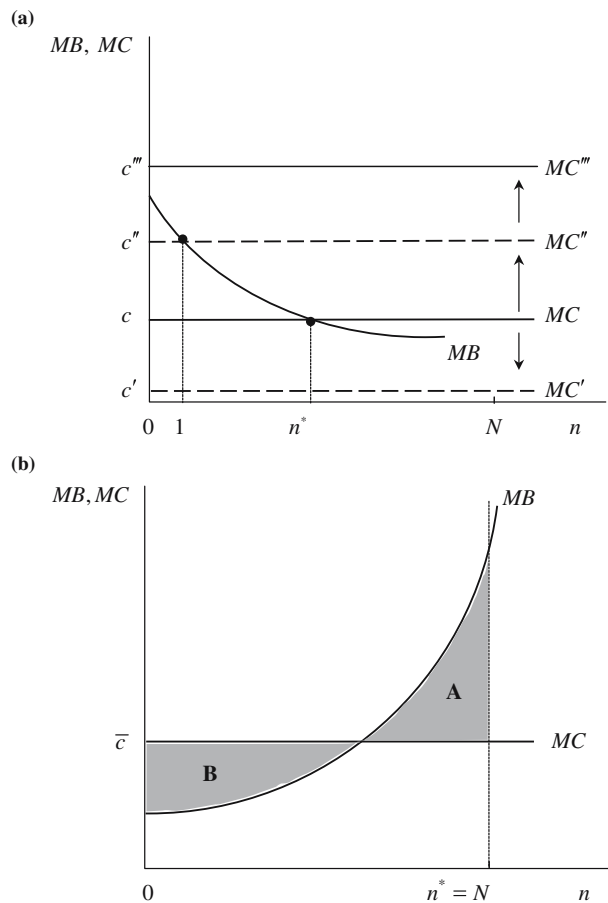 (a)
MB, MC
c‴ MC‴
c″ MC″
c MC
MB
c′ MC′
0 1 n* N n
(b)
MB, MC MB
A
c̅ MC
B
0 n* = N n